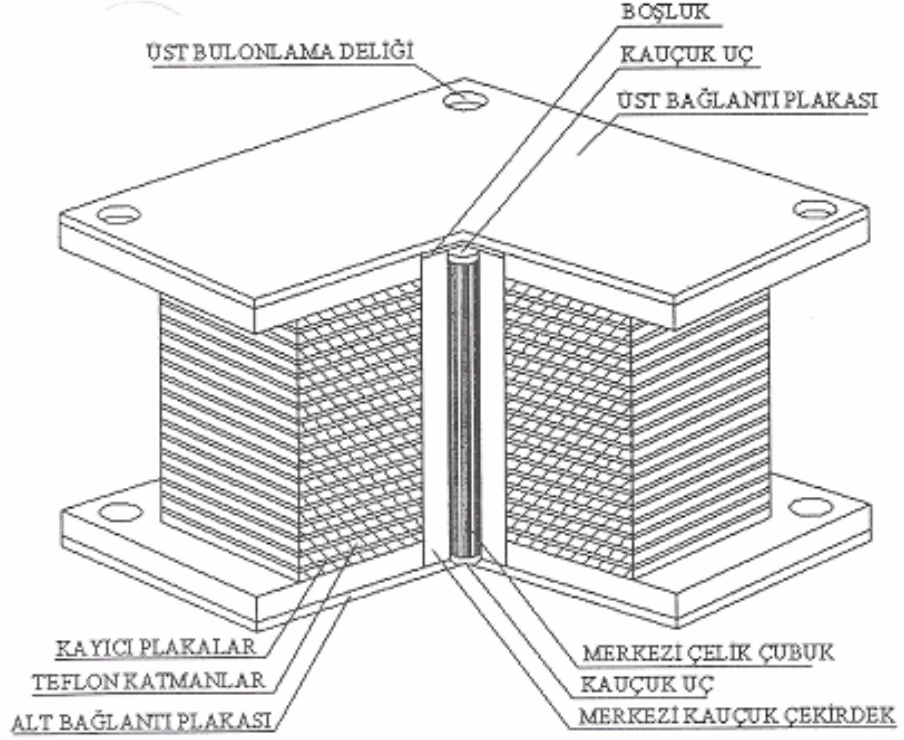 BOŞLUK
ÜST BULONLAMA DELİĞİ
KAUÇUK UÇ
ÜST BAĞLANTI PLAKASI
KAYICI PLAKALAR
TEFLON KATMANLAR
ALT BAĞLANTI PLAKASI
MERKEZİ ÇELİK ÇUBUK
KAUÇUK UÇ
MERKEZİ KAUÇUK ÇEKİRDEK